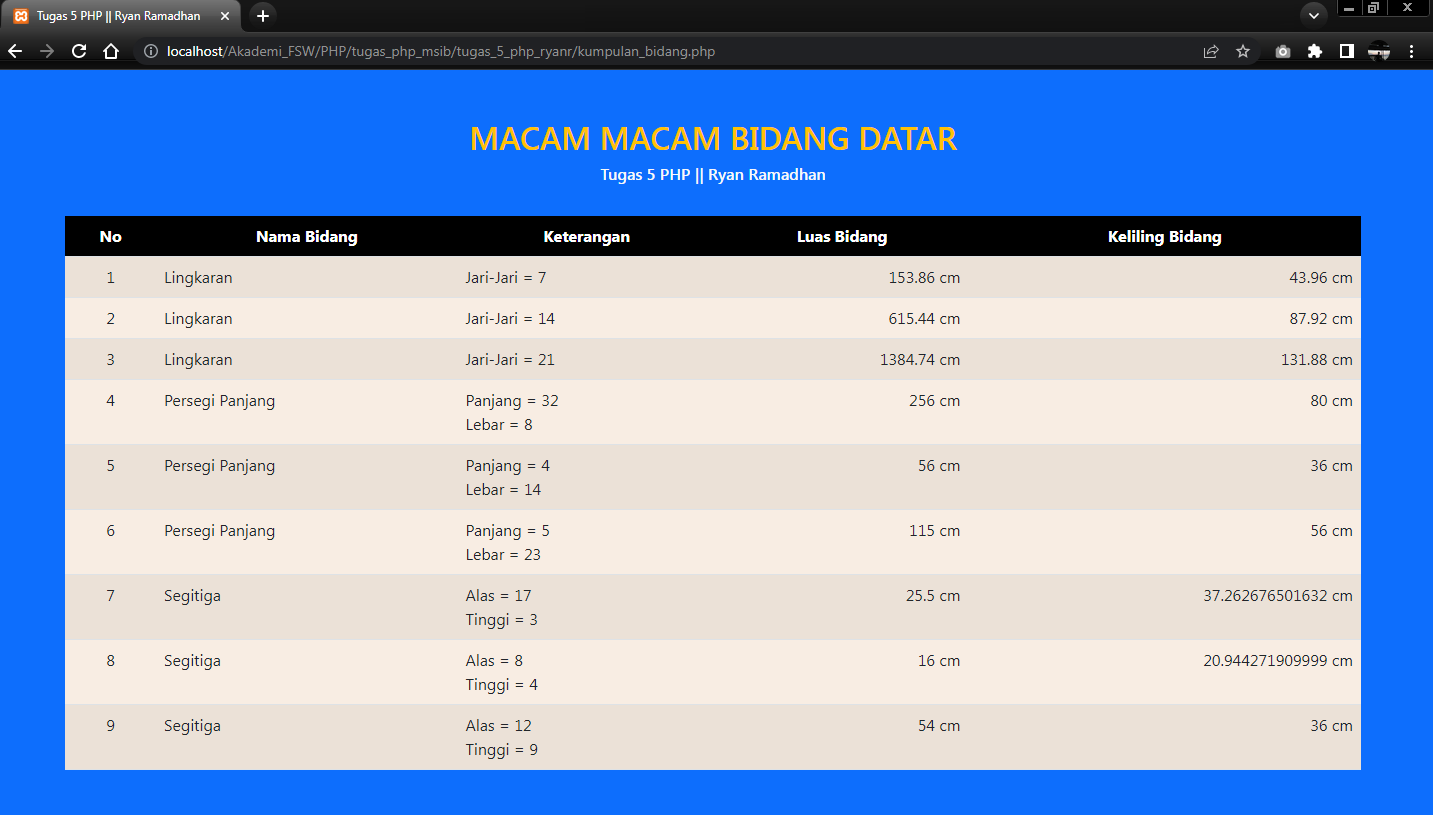 Tugas 5 PHP || Ryan Ramadhan
localhost/Akademi_FSW/PHP/tugas_php_msib/tugas_5_php_ryanr/kumpulan_bidang.php
MACAM MACAM BIDANG DATAR
Tugas 5 PHP || Ryan Ramadhan
No Nama Bidang Keterangan Luas Bidang Keliling Bidang
1 Lingkaran Jari-Jari = 7 153.86 cm 43.96 cm
2 Lingkaran Jari-Jari = 14 615.44 cm 87.92 cm
3 Lingkaran Jari-Jari = 21 1384.74 cm 131.88 cm
4 Persegi Panjang Panjang = 32 256 cm 80 cm
Lebar = 8
5 Persegi Panjang Panjang = 4 56 cm 36 cm
Lebar = 14
6 Persegi Panjang Panjang = 5 115 cm 56 cm
Lebar = 23
7 Segitiga Alas = 17 25.5 cm 37.262676501632 cm
Tinggi = 3
8 Segitiga Alas = 8 16 cm 20.944271909999 cm
Tinggi = 4
9 Segitiga Alas = 12 54 cm 36 cm
Tinggi = 9